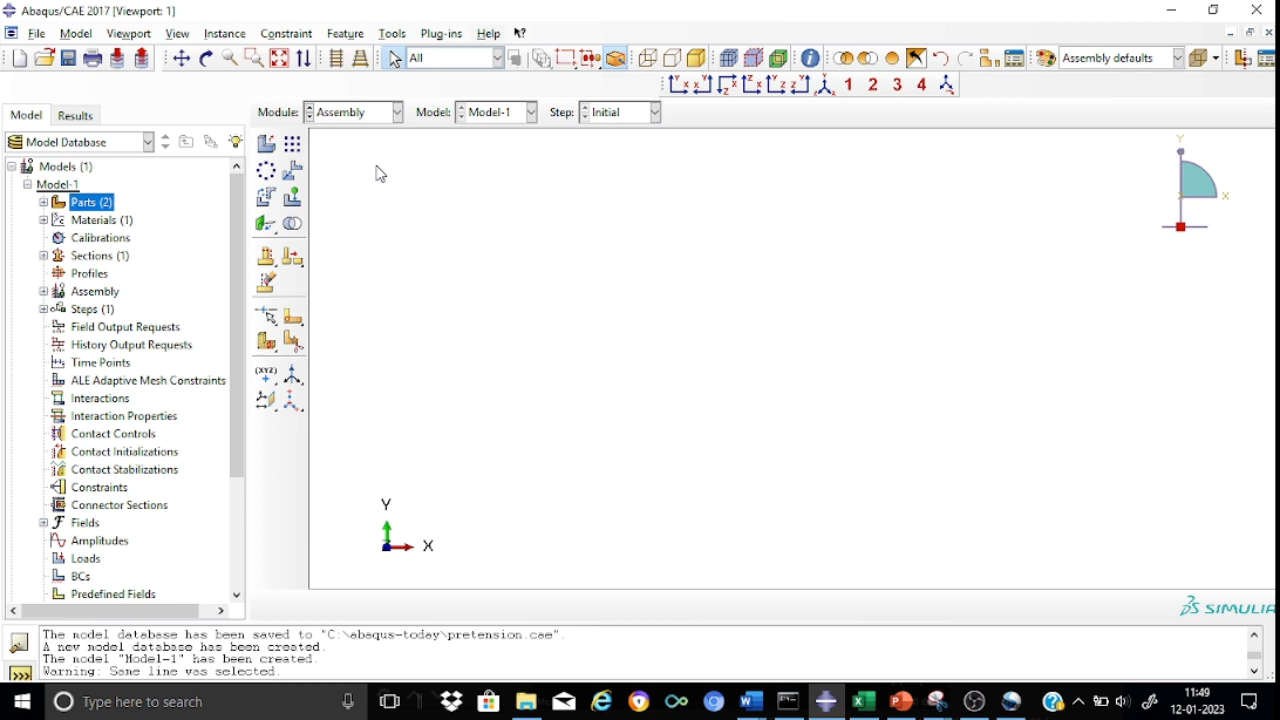 Abaqus/CAE 2017 [Viewport: 1]
File Model Viewport View Instance Constraint Feature Tools Plug-ins Help
All
Assembly defaults
1 2 3 4
Model Results
Module: Assembly Model: Model-1 Step: Initial
Model Database
Models (1)
Model-1
Parts (2)
Materials (1)
Calibrations
Sections (1)
Profiles
Assembly
Steps (1)
Field Output Requests
History Output Requests
Time Points
ALE Adaptive Mesh Constraints
Interactions
Interaction Properties
Contact Controls
Contact Initializations
Contact Stabilizations
Constraints
Connector Sections
Fields
Amplitudes
Loads
BCs
Predefined Fields
(XYZ)
Y
X
Y
X
SIMULIA
The model database has been saved to "C:\abaqus-today\pretension.cae".
A new model database has been created.
The model "Model-1" has been created.
Warning: Same line was selected.
>>>
Type here to search
11:49
12-01-2023